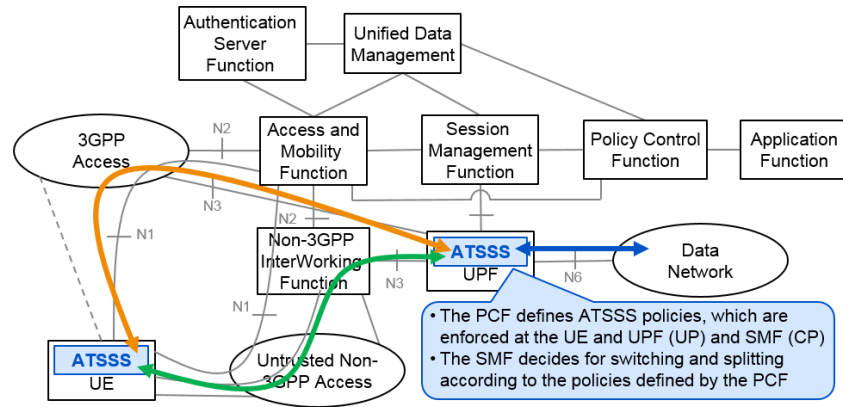 Authentication
Server
Function
Unified Data
Management
3GPP
Access
N2
Access and
Mobility
Function
Session
Management
Function
Policy Control
Function
Application
Function
N3
N1
N2
Non-3GPP
InterWorking
Function
N3
ATSSS
UPF
N6
Data
Network
N1
• The PCF defines ATSSS policies, which are
enforced at the UE and UPF (UP) and SMF (CP)
• The SMF decides for switching and splitting
according to the policies defined by the PCF
ATSSS
UE
Untrusted Non-
3GPP Access